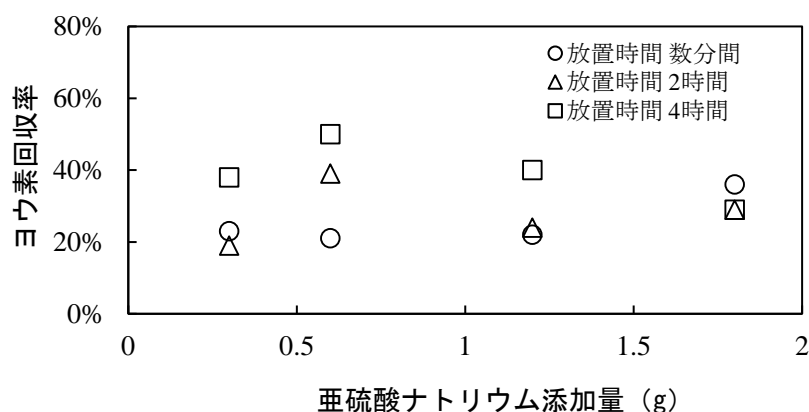 80%
60%
40%
20%
0%
ヨウ素回収率
放置時間 数分間
放置時間 2時間
放置時間 4時間
0
0.5
1
1.5
2
亜硫酸ナトリウム添加量（g）